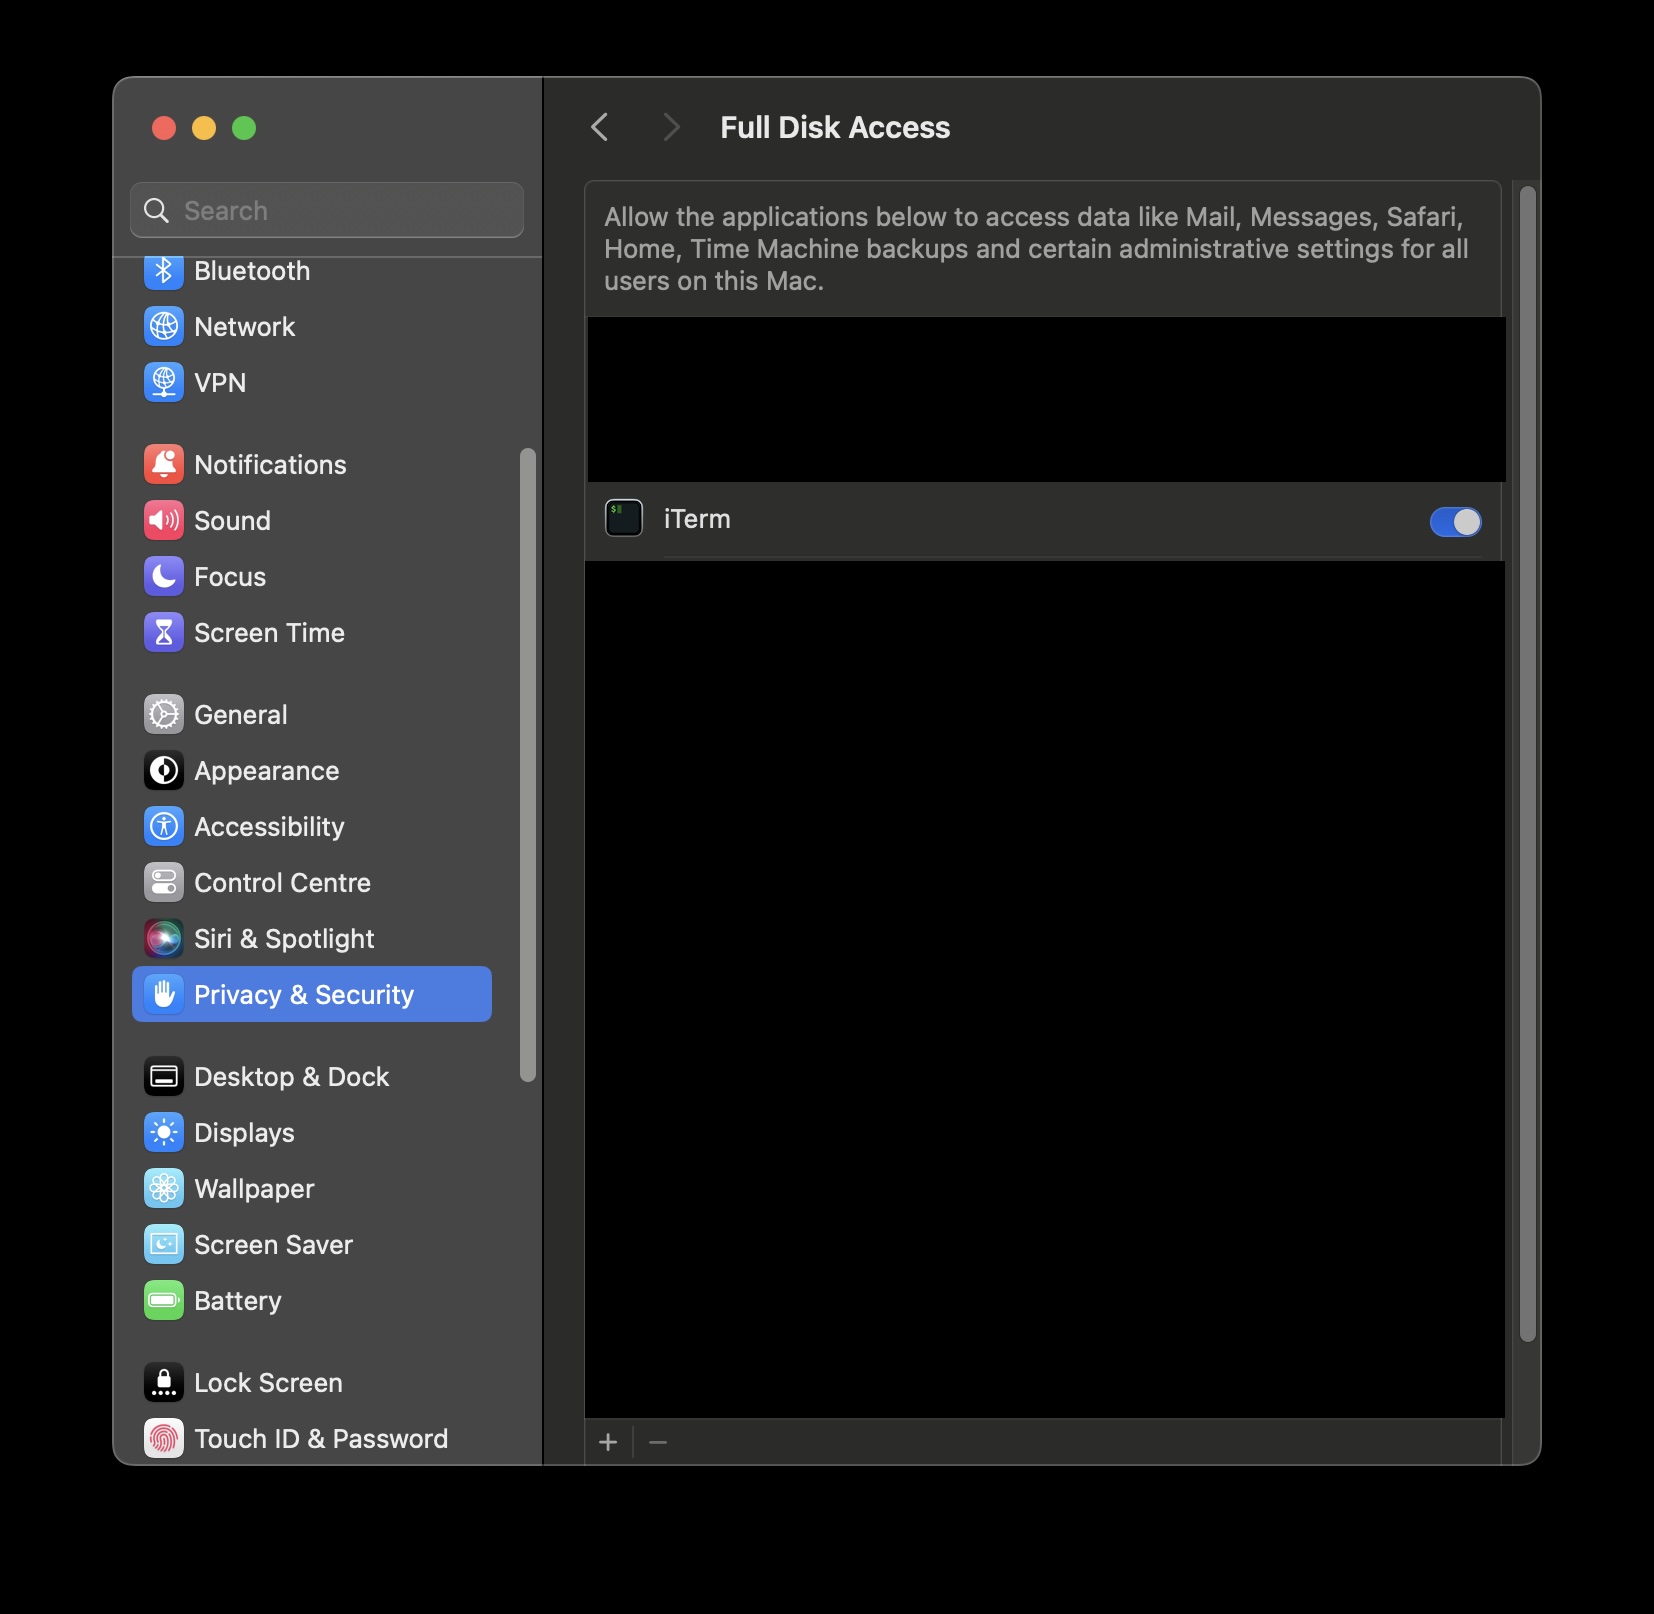 Search
Bluetooth
Network
VPN
Notifications
Sound
Focus
Screen Time
General
Appearance
Accessibility
Control Centre
Siri & Spotlight
Privacy & Security
Desktop & Dock
Displays
Wallpaper
Screen Saver
Battery
Lock Screen
Touch ID & Password
Full Disk Access
Allow the applications below to access data like Mail, Messages, Safari,
Home, Time Machine backups and certain administrative settings for all
users on this Mac.
$
iTerm